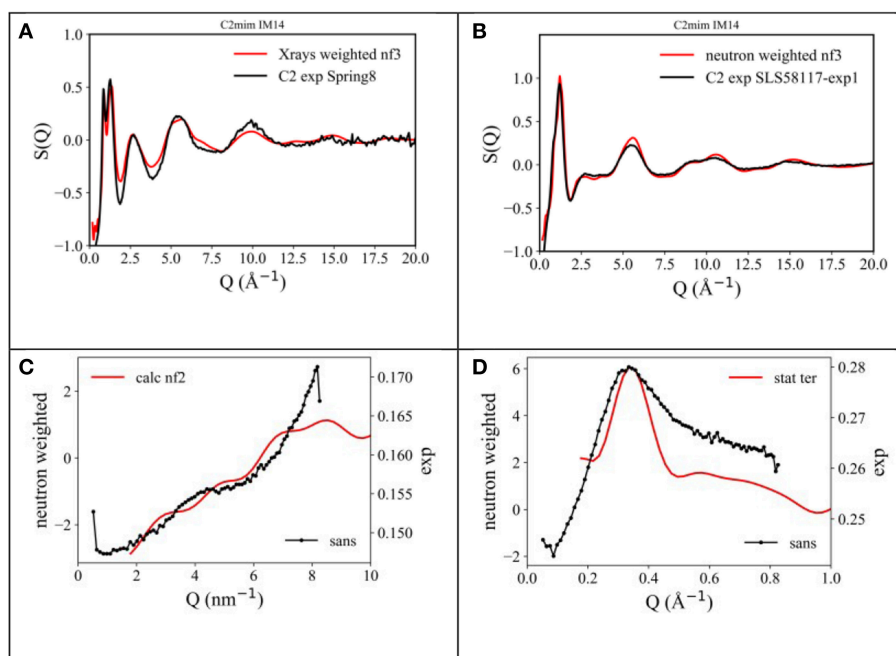 A
C2mim IM14
Xrays weighted nf3
C2 exp Spring8
1.0
0.5
0.0
−0.5
−1.0
S(Q)
0.0 2.5 5.0 7.5 10.0 12.5 15.0 17.5 20.0
Q (Å⁻¹)
B
C2mim IM14
neutron weighted nf3
C2 exp SLS58117-exp1
1.0
0.5
0.0
−0.5
−1.0
S(Q)
0.0 2.5 5.0 7.5 10.0 12.5 15.0 17.5 20.0
Q (Å⁻¹)
C
calc nf2
sans
2
0
−2
neutron weighted
0.170
0.165
0.160
0.155
0.150
exp
2 4 6 8 10
Q (nm⁻¹)
D
stat ter
sans
6
4
2
0
−2
neutron weighted
0.28
0.27
0.26
0.25
exp
0.0 0.2 0.4 0.6 0.8 1.0
Q (Å⁻¹)